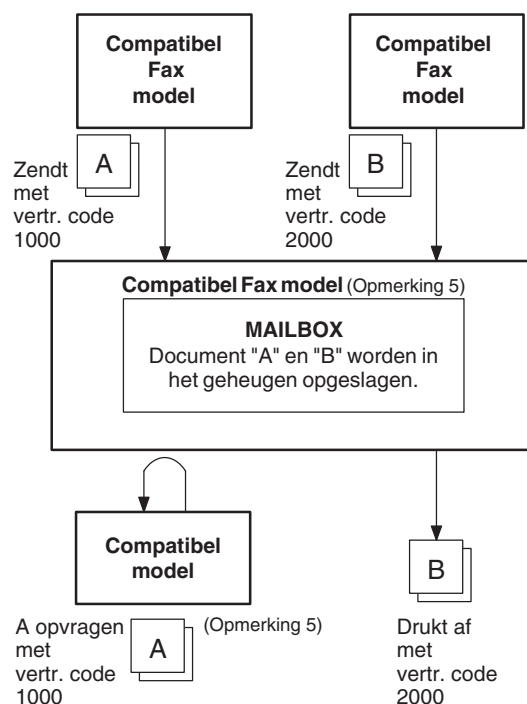 Compatibel
Fax
model
Compatibel
Fax
model
A
Zendt
met
vertr. code
1000
B
Zendt
met
vertr. code
2000
Compatibel Fax model (Opmerking 5)
MAILBOX
Document "A" en "B" worden in
het geheugen opgeslagen.
Compatibel
model
A opvragen
met
vertr. code
1000
A
(Opmerking 5)
B
Drukt af
met
vertr. code
2000